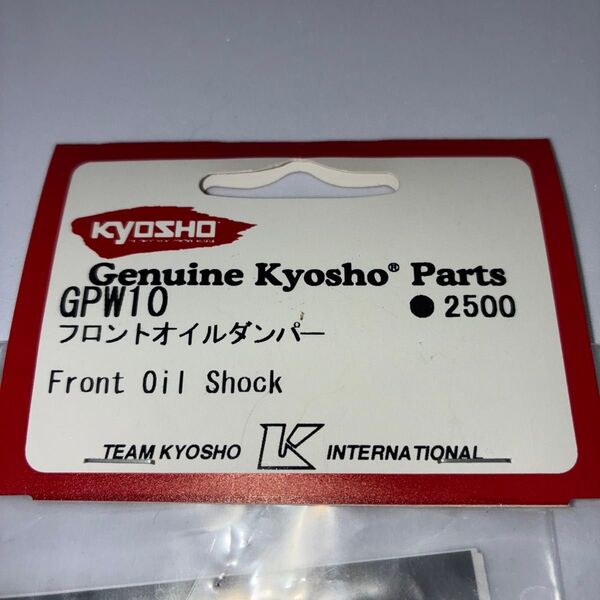 KYOSHO
Genuine Kyosho® Parts
GPW10 ●2500
フロントオイルダンパー
Front Oil Shock
TEAM KYOSHO K INTERNATIONAL